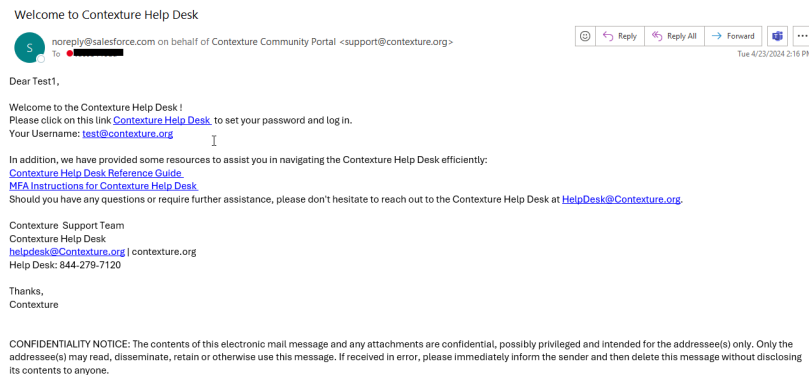 Welcome to Contexture Help Desk
S
noreply@salesforce.com on behalf of Contexture Community Portal <support@contexture.org>
To
Reply
Reply All
Forward
Tue 4/23/2024 2:16 PM
Dear Test1,
Welcome to the Contexture Help Desk !
Please click on this link Contexture Help Desk to set your password and log in.
Your Username: test@contexture.org
In addition, we have provided some resources to assist you in navigating the Contexture Help Desk efficiently:
Contexture Help Desk Reference Guide
MFA Instructions for Contexture Help Desk
Should you have any questions or require further assistance, please don't hesitate to reach out to the Contexture Help Desk at HelpDesk@Contexture.org.
Contexture Support Team
Contexture Help Desk
helpdesk@Contexture.org | contexture.org
Help Desk: 844-279-7120
Thanks,
Contexture
CONFIDENTIALITY NOTICE: The contents of this electronic mail message and any attachments are confidential, possibly privileged and intended for the addressee(s) only. Only the
addressee(s) may read, disseminate, retain or otherwise use this message. If received in error, please immediately inform the sender and then delete this message without disclosing
its contents to anyone.